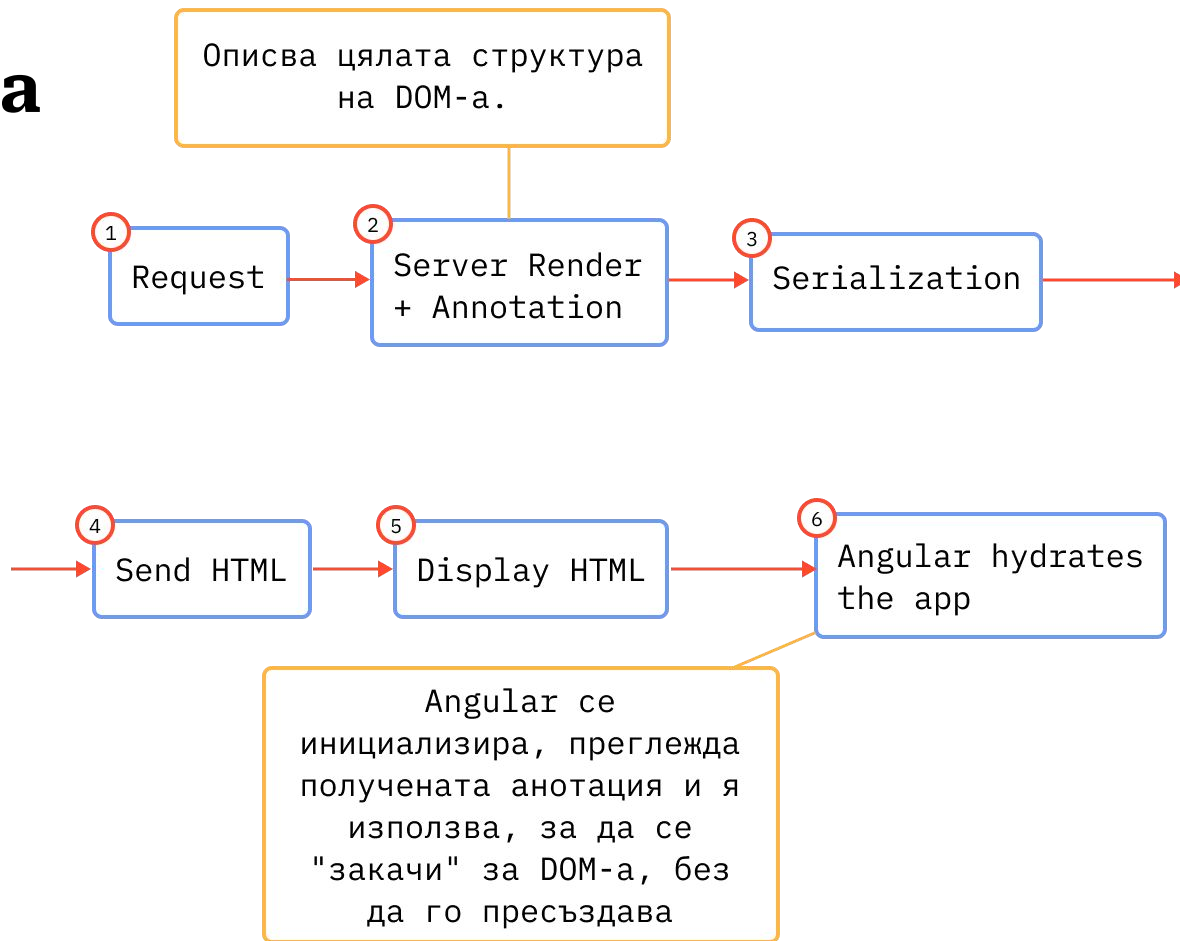 Описва цялата структура
на DOM-а.
а
1
Request
2
Server Render
+ Annotation
3
Serialization
4
Send HTML
5
Display HTML
6
Angular hydrates
the app
Angular се
инициализира, преглежда
получената анотация и я
използва, за да се
"закачи" за DOM-а, без
да го пресъздава